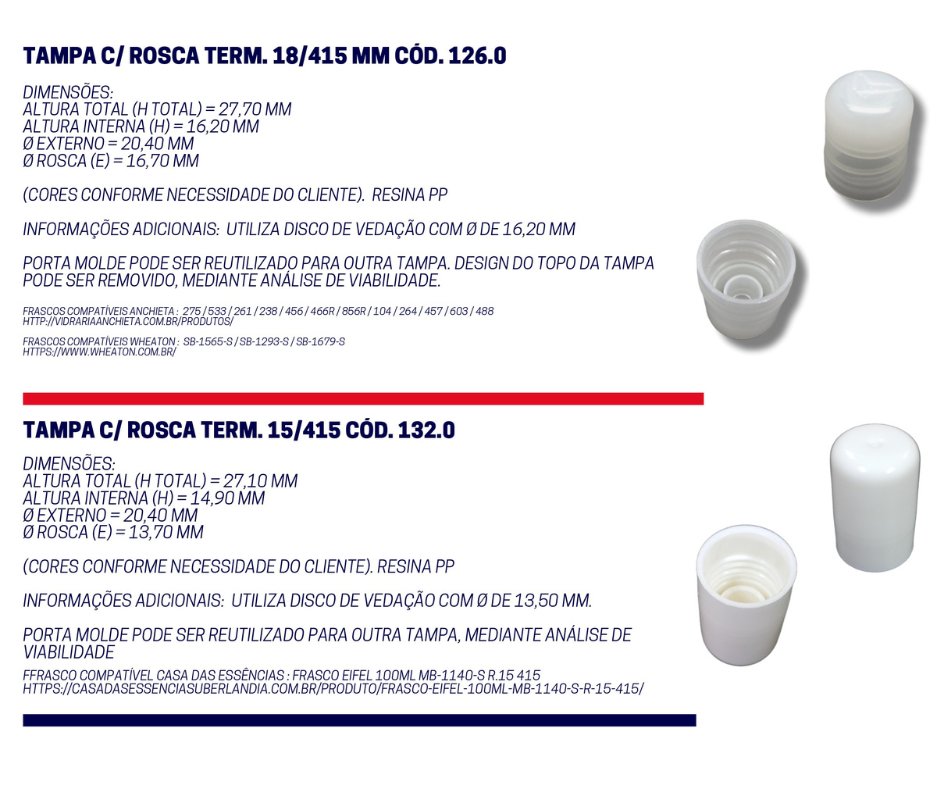 TAMPA C/ ROSCA TERM. 18/415 MM CÓD. 126.0
DIMENSÕES:
ALTURA TOTAL (H TOTAL) = 27,70 MM
ALTURA INTERNA (H) = 16,20 MM
Ø EXTERNO = 20,40 MM
Ø ROSCA (E) = 16,70 MM
(CORES CONFORME NECESSIDADE DO CLIENTE). RESINA PP
INFORMAÇÕES ADICIONAIS: UTILIZA DISCO DE VEDAÇÃO COM Ø DE 16,20 MM
PORTA MOLDE PODE SER REUTILIZADO PARA OUTRA TAMPA. DESIGN DO TOPO DA TAMPA
PODE SER REMOVIDO, MEDIANTE ANÁLISE DE VIABILIDADE.
FRASCOS COMPATÍVEIS ANCHIETA : 275 / 533 / 261 / 238 / 456 / 466R / 856R / 104 / 264 / 457 / 603 / 488
HTTP://VIDRARIAANCHIETA.COM.BR/PRODUTOS/
FRASCOS COMPATÍVEIS WHEATON : SB-1565-S / SB-1293-S / SB-1679-S
HTTPS://WWW.WHEATON.COM.BR/
TAMPA C/ ROSCA TERM. 15/415 CÓD. 132.0
DIMENSÕES:
ALTURA TOTAL (H TOTAL) = 27,10 MM
ALTURA INTERNA (H) = 14,90 MM
Ø EXTERNO = 20,40 MM
Ø ROSCA (E) = 13,70 MM
(CORES CONFORME NECESSIDADE DO CLIENTE). RESINA PP
INFORMAÇÕES ADICIONAIS: UTILIZA DISCO DE VEDAÇÃO COM Ø DE 13,50 MM.
PORTA MOLDE PODE SER REUTILIZADO PARA OUTRA TAMPA, MEDIANTE ANÁLISE DE
VIABILIDADE
FFRASCO COMPATÍVEL CASA DAS ESSÊNCIAS : FRASCO EIFEL 100ML MB-1140-S R.15 415
HTTPS://CASADASESSENCIASUBERLANDIA.COM.BR/PRODUTO/FRASCO-EIFEL-100ML-MB-1140-S-R-15-415/